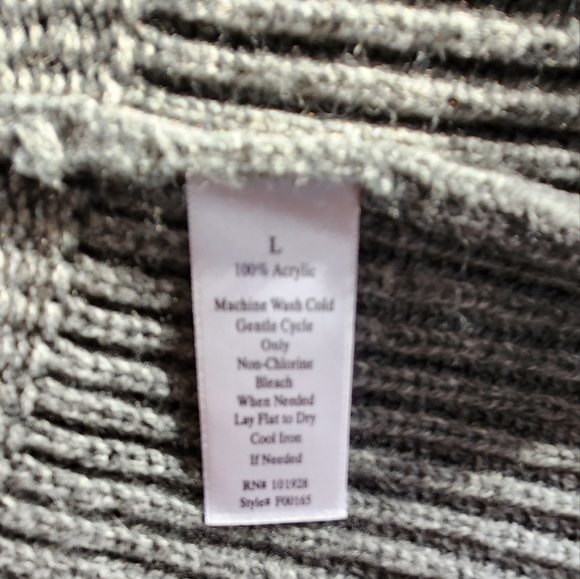 L
100% Acrylic
Machine Wash Cold
Gentle Cycle
Only
Non-Chlorine
Bleach
When Needed
Lay Flat to Dry
Cool Iron
If Needed
RN# 101928
Style# F00165